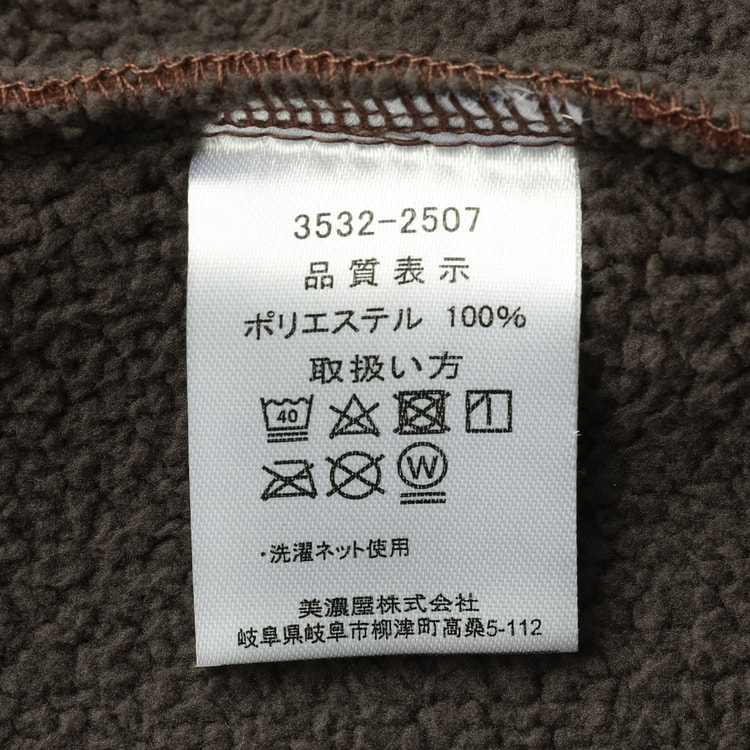 3532-2507
品質表示
ポリエステル 100%
取扱い方
40
W
・洗濯ネット使用
美濃屋株式会社
岐阜県岐阜市柳津町高桑5-112